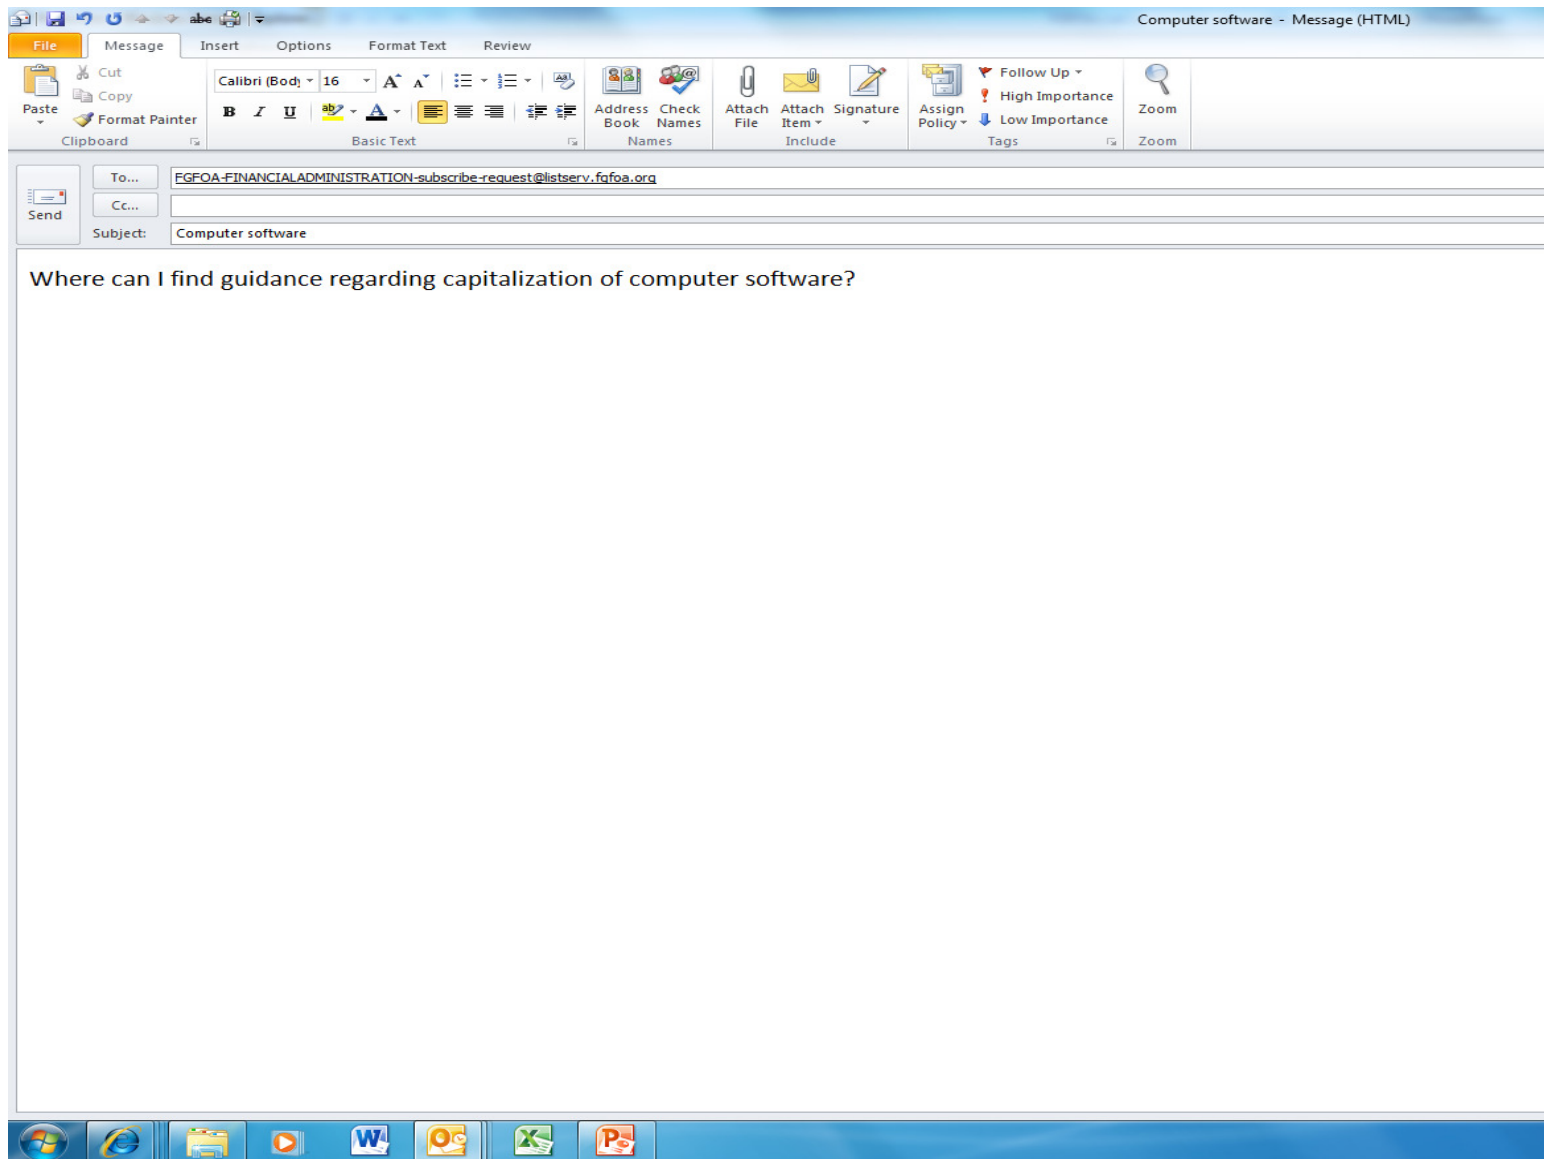 Computer software - Message (HTML)
File Message Insert Options Format Text Review
Paste
Cut
Copy
Format Painter
Clipboard
Calibri (Body 16
Basic Text
Address Book
Check Names
Names
Attach File
Attach Item
Signature
Include
Assign Policy
Follow Up
High Importance
Low Importance
Tags
Zoom
Zoom
Send
To... FGFOA-FINANCIALADMINISTRATION-subscribe-request@listserv.fgfoa.org
Cc...
Subject: Computer software
Where can I find guidance regarding capitalization of computer software?